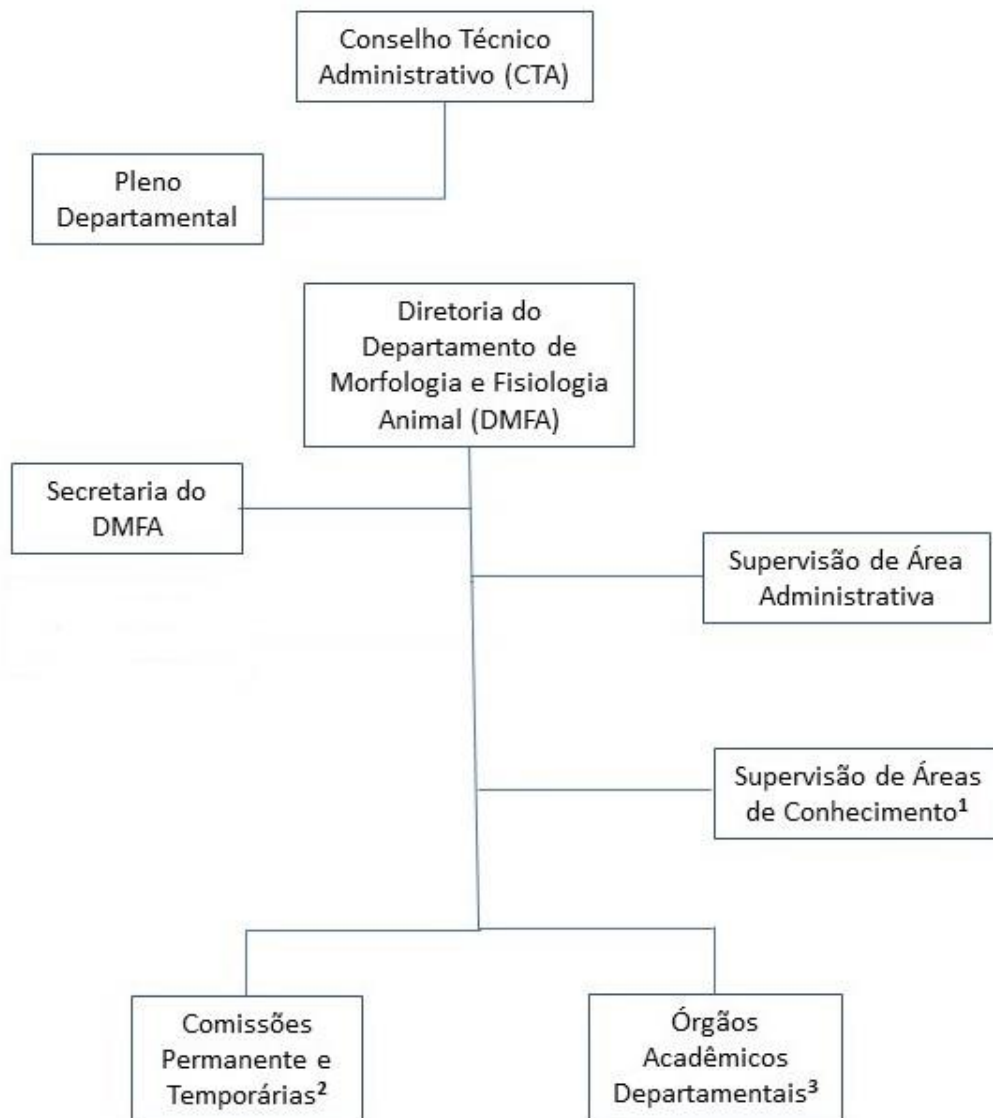 Conselho Técnico
Administrativo (CTA)
Pleno
Departamental
Diretoria do
Departamento de
Morfologia e Fisiologia
Animal (DMFA)
Secretaria do
DMFA
Supervisão de Área
Administrativa
Supervisão de Áreas
de Conhecimento¹
Comissões
Permanente e
Temporárias²
Órgãos
Acadêmicos
Departamentais³